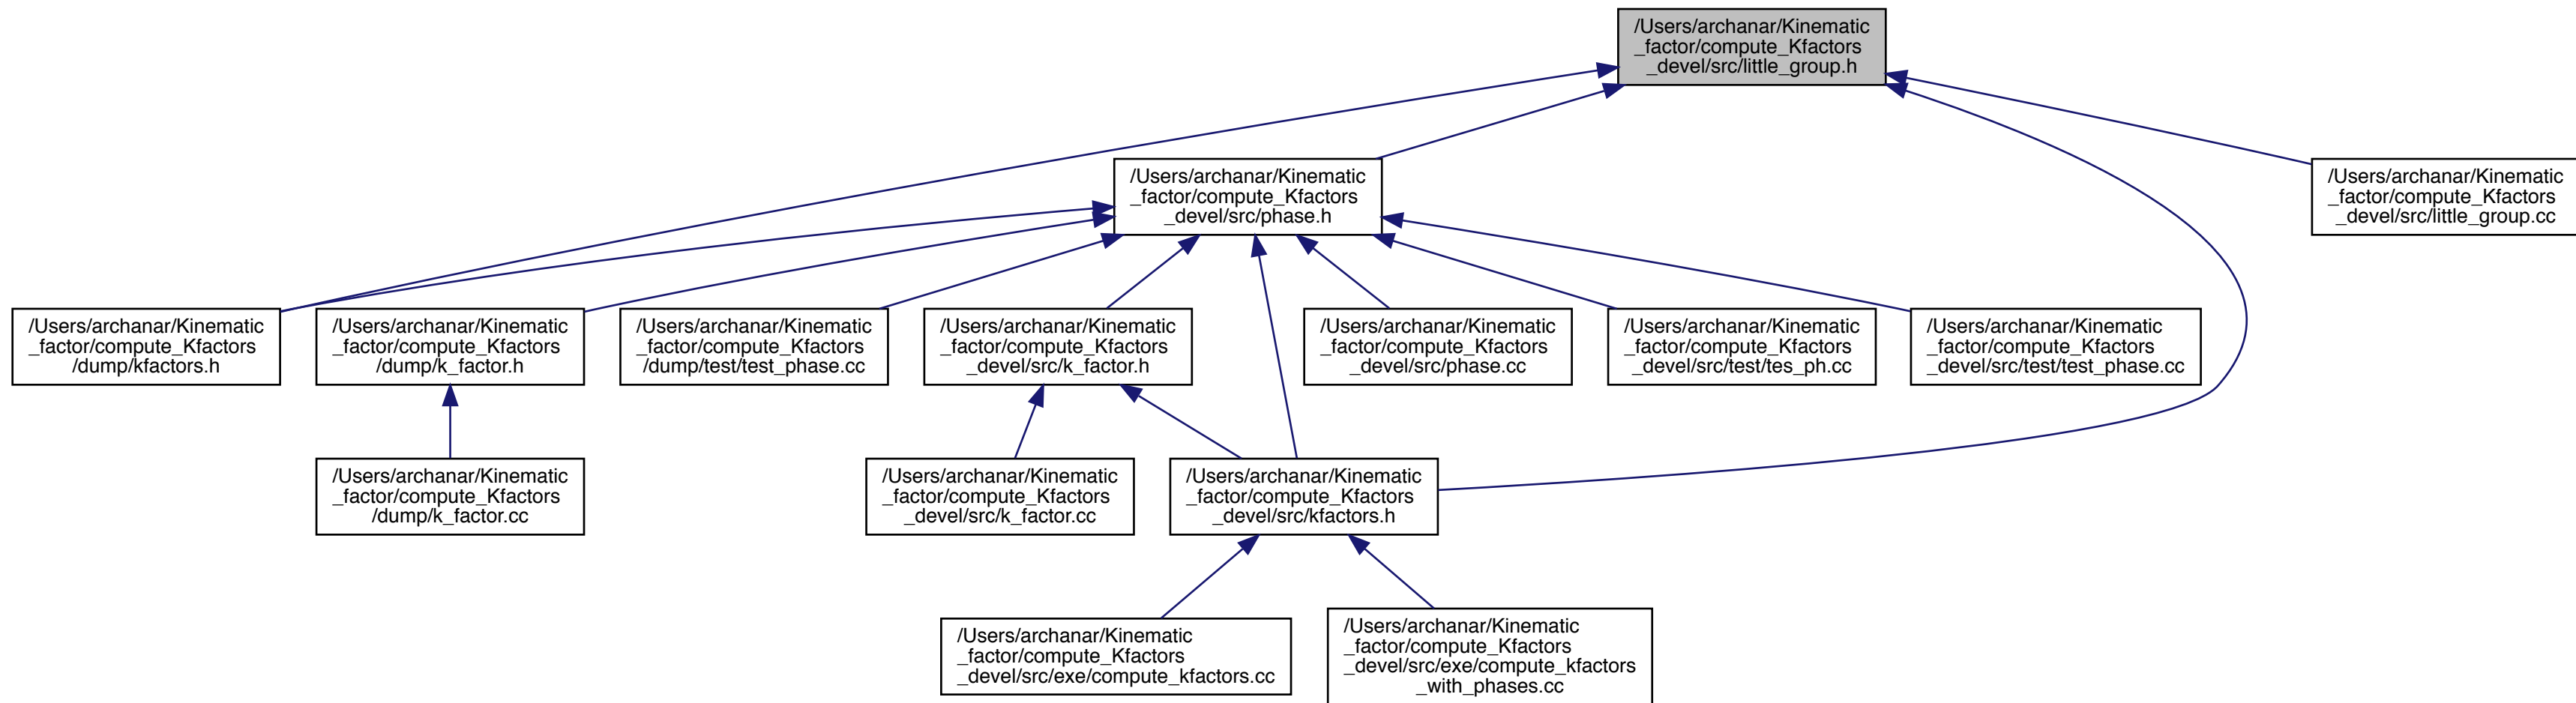 /Users/archanar/Kinematic
_factor/compute_Kfactors
_devel/src/little_group.h
/Users/archanar/Kinematic
_factor/compute_Kfactors
_devel/src/phase.h
/Users/archanar/Kinematic
_factor/compute_Kfactors
_devel/src/little_group.cc
/Users/archanar/Kinematic
_factor/compute_Kfactors
/dump/kfactors.h
/Users/archanar/Kinematic
_factor/compute_Kfactors
/dump/k_factor.h
/Users/archanar/Kinematic
_factor/compute_Kfactors
/dump/test/test_phase.cc
/Users/archanar/Kinematic
_factor/compute_Kfactors
_devel/src/k_factor.h
/Users/archanar/Kinematic
_factor/compute_Kfactors
_devel/src/phase.cc
/Users/archanar/Kinematic
_factor/compute_Kfactors
_devel/src/test/tes_ph.cc
/Users/archanar/Kinematic
_factor/compute_Kfactors
_devel/src/test/test_phase.cc
/Users/archanar/Kinematic
_factor/compute_Kfactors
/dump/k_factor.cc
/Users/archanar/Kinematic
_factor/compute_Kfactors
_devel/src/k_factor.cc
/Users/archanar/Kinematic
_factor/compute_Kfactors
_devel/src/kfactors.h
/Users/archanar/Kinematic
_factor/compute_Kfactors
_devel/src/exe/compute_kfactors.cc
/Users/archanar/Kinematic
_factor/compute_Kfactors
_devel/src/exe/compute_kfactors
_with_phases.cc